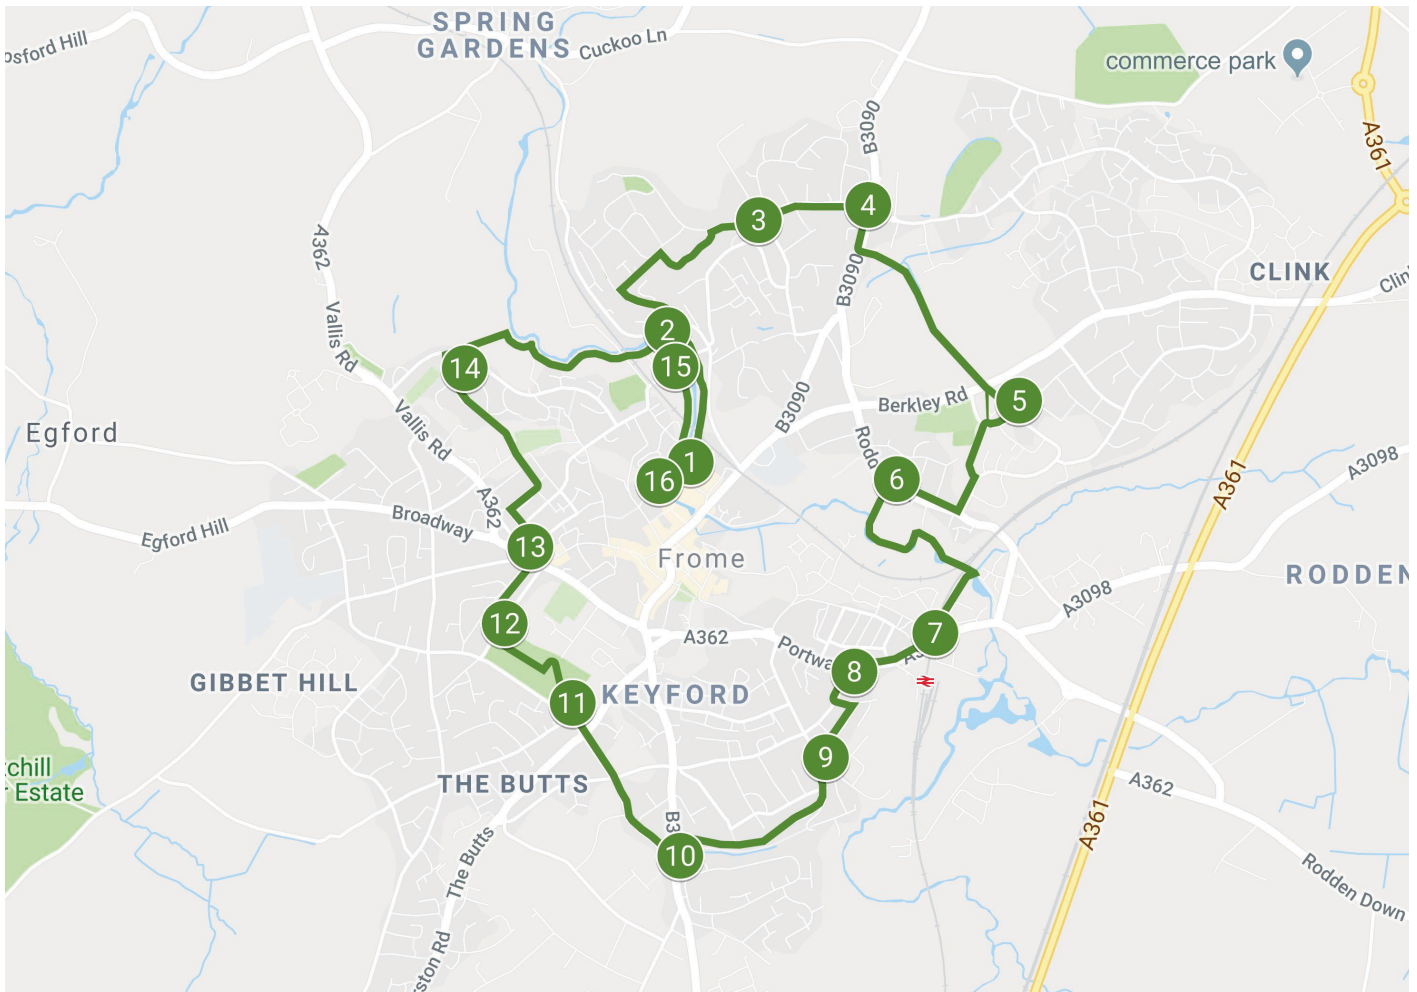 SPRING
GARDENS
Cuckoo Ln
osford Hill
commerce park
B3090
A361
3
4
A362
CLINK
B3090
Clin
Vallis Rd
2
15
14
B3090
Berkley Rd
5
Vallis Rd
Egford
Rodd
1
16
6
A3098
A361
A362
Broadway
Egford Hill
13
Frome
RODDEN
A3098
12
A362
7
Portwa
8
A3
GIBBET HILL
KEYFORD
11
9
THE BUTTS
chill
r Estate
A362
B3
A361
10
The Butts
Rodden Down
ston Rd